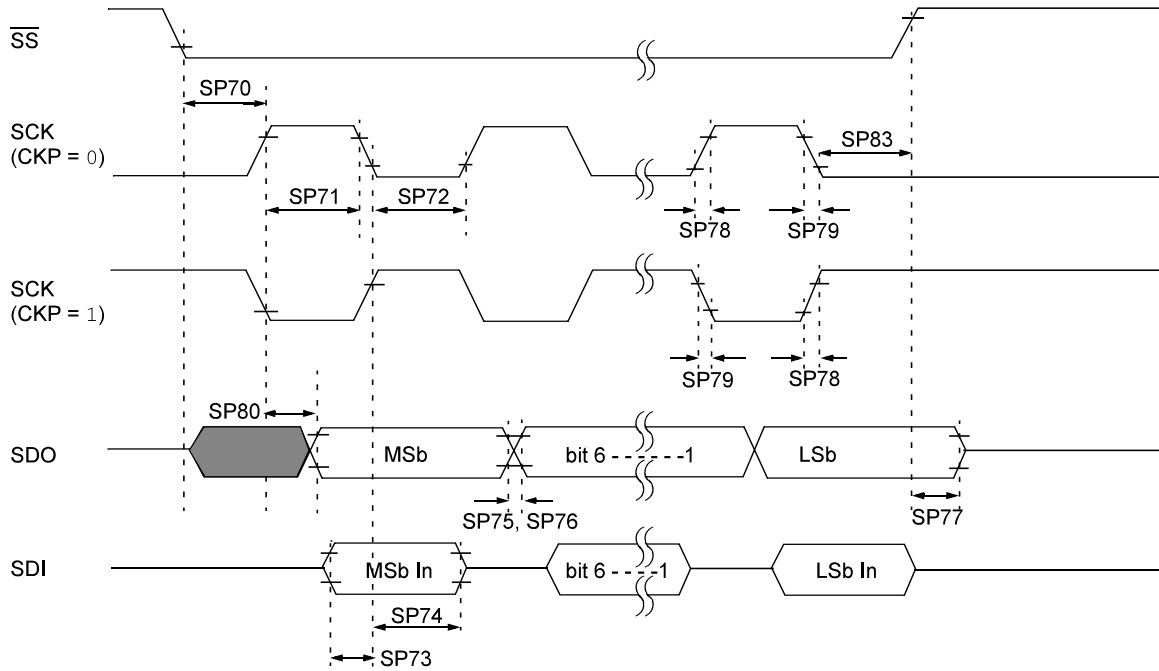 SS
SP70
SCK
(CKP = 0)
SP83
SP71
SP72
SP78
SP79
SCK
(CKP = 1)
SP79
SP78
SP80
SDO
MSb
bit 6 - - - - - -1
LSb
SP75, SP76
SP77
SDI
MSb In
bit 6 - - - - -1
LSb In
SP74
SP73